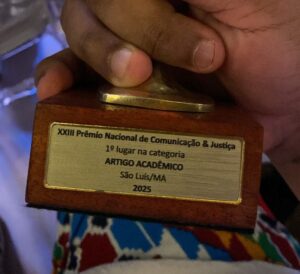 XXIII Prêmio Nacional de Comunicação & Justiça
1º lugar na categoria
ARTIGO ACADÊMICO
São Luís/MA
2025